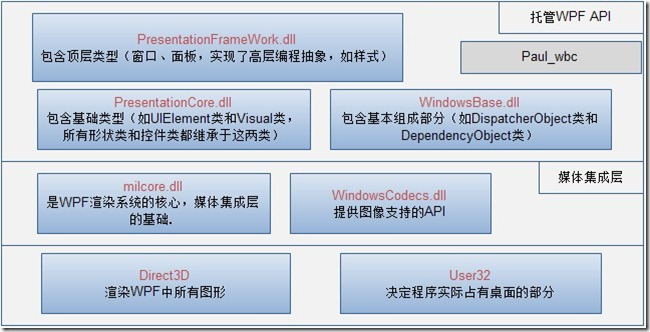 托管WPF API
PresentationFrameWork.dll
包含顶层类型（窗口、面板，实现了高层编程抽象，如样式）
Paul_wbc
PresentationCore.dll
包含基础类型（如UIElement类和Visual类，
所有形状类和控件类都继承于这两类）
WindowsBase.dll
包含基本组成部分（如DispatcherObject类和
DependencyObject类）
媒体集成层
milcore.dll
是WPF渲染系统的核心，媒体集成层
的基础.
WindowsCodecs.dll
提供图像支持的API
Direct3D
渲染WPF中所有图形
User32
决定程序实际占有桌面的部分